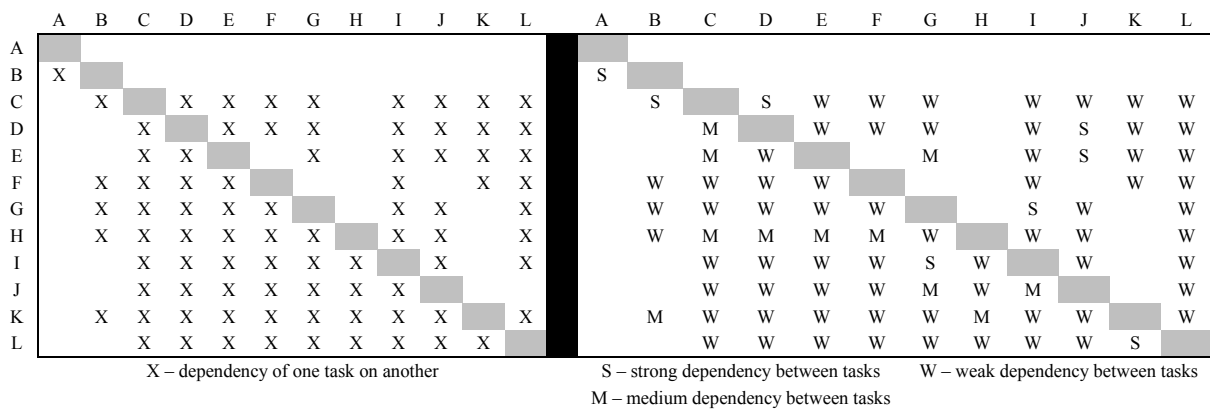 A B C D E F G H I J K L A B C D E F G H I J K L
A
B X S
C X X X X X X X X X S S W W W W W W W
D X X X X X X X X M W W W W S W W
E X X X X X X X M W M W S W W
F X X X X X X X W W W W W W W
G X X X X X X X X W W W W W S W W
H X X X X X X X X X W M M M M W W W W
I X X X X X X X X W W W W S W W W
J X X X X X X X W W W W M W M W
K X X X X X X X X X X M W W W W W M W W W
L X X X X X X X X X W W W W W W W W S
X – dependency of one task on another S – strong dependency between tasks W – weak dependency between tasks
M – medium dependency between tasks